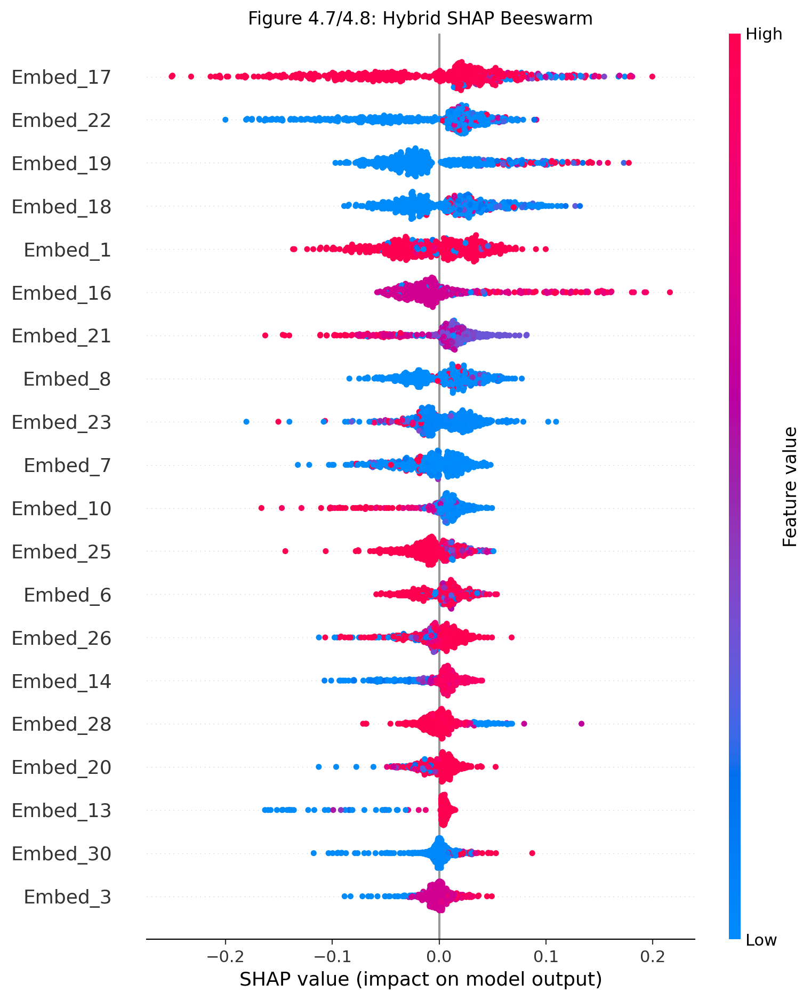 Figure 4.7/4.8: Hybrid SHAP Beeswarm
High
Embed_17
Embed_22
Embed_19
Embed_18
Embed_1
Embed_16
Embed_21
Embed_8
Embed_23
Embed_7
Embed_10
Embed_25
Embed_6
Embed_26
Embed_14
Embed_28
Embed_20
Embed_13
Embed_30
Embed_3
Feature value
Low
−0.2 −0.1 0.0 0.1 0.2
SHAP value (impact on model output)